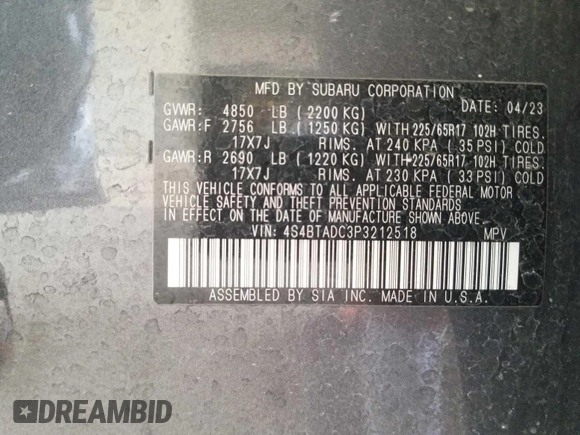 MFD BY SUBARU CORPORATION
GVWR: 4850 LB (2200 KG) DATE: 04/23
GAWR:F 2756 LB (1250 KG) WITH 225/65R17 102H TIRES.
17X7J RIMS. AT 240 KPA (35 PSI) COLD
GAWR:R 2690 LB (1220 KG) WITH 225/65R17 102H TIRES.
17X7J RIMS. AT 230 KPA (33 PSI) COLD
THIS VEHICLE CONFORMS TO ALL APPLICABLE FEDERAL MOTOR
VEHICLE SAFETY AND THEFT PREVENTION STANDARDS
IN EFFECT ON THE DATE OF MANUFACTURE SHOWN ABOVE.
VIN: 4S4BTADC3P3212518 MPV
ASSEMBLED BY SIA INC. MADE IN U.S.A.
DREAMBID